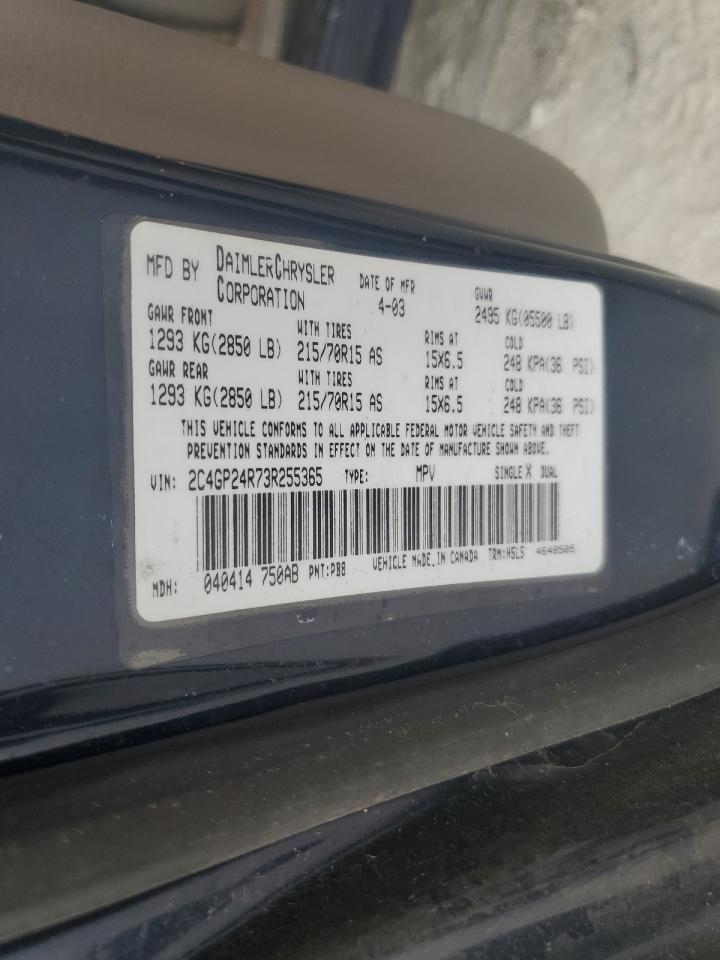 MFD BY DAIMLERCHRYSLER CORPORATION DATE OF MFR 4-03 GVWR 2495 KG(05500 LB)
GAWR FRONT WITH TIRES RIMS AT COLD
1293 KG(2850 LB) 215/70R15 AS 15X6.5 248 KPA(36 PSI)
GAWR REAR WITH TIRES RIMS AT COLD
1293 KG(2850 LB) 215/70R15 AS 15X6.5 248 KPA(36 PSI)
THIS VEHICLE CONFORMS TO ALL APPLICABLE FEDERAL MOTOR VEHICLE SAFETY AND THEFT
PREVENTION STANDARDS IN EFFECT ON THE DATE OF MANUFACTURE SHOWN ABOVE.
VIN: 2C4GP24R73R255365 TYPE: MPV SINGLE X DUAL
MDH: 040414 750AB PNT:PBB VEHICLE MADE IN CANADA TRM:H5L5 4648505